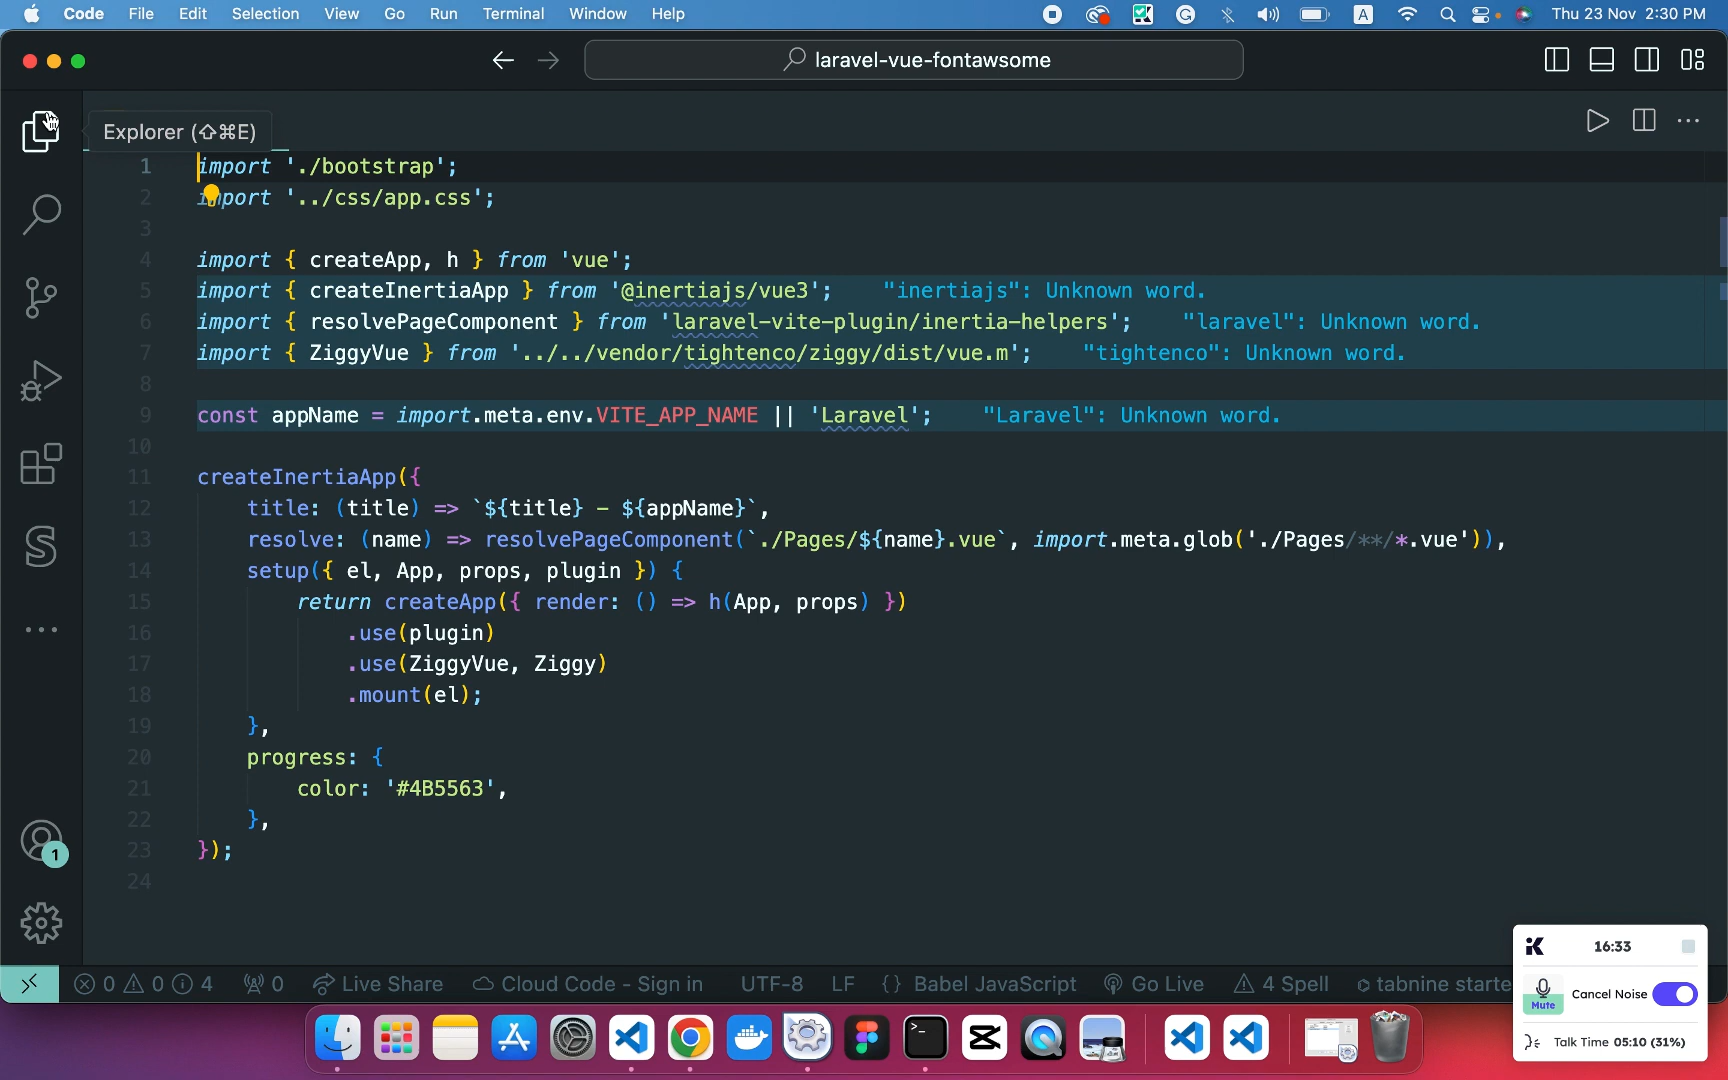 Code File Edit Selection View Go Run Terminal Window Help A Thu 23 Nov 2:30 PM
laravel-vue-fontawsome
Explorer (⇧⌘E)
1 import './bootstrap';
2 import '../css/app.css';
3
4 import { createApp, h } from 'vue';
5 import { createInertiaApp } from '@inertiajs/vue3'; "inertiajs": Unknown word.
6 import { resolvePageComponent } from 'laravel-vite-plugin/inertia-helpers'; "laravel": Unknown word.
7 import { ZiggyVue } from '../../vendor/tightenco/ziggy/dist/vue.m'; "tightenco": Unknown word.
8
9 const appName = import.meta.env.VITE_APP_NAME || 'Laravel'; "Laravel": Unknown word.
10
11 createInertiaApp({
12 title: (title) => `${title} - ${appName}`,
13 resolve: (name) => resolvePageComponent(`./Pages/${name}.vue`, import.meta.glob('./Pages/**/*.vue')),
14 setup({ el, App, props, plugin }) {
15 return createApp({ render: () => h(App, props) })
16 .use(plugin)
17 .use(ZiggyVue, Ziggy)
18 .mount(el);
19 },
20 progress: {
21 color: '#4B5563',
22 },
23 });
24
1
16:33
Mute Cancel Noise
Talk Time 05:10 (31%)
0 0 4 0 Live Share Cloud Code - Sign in UTF-8 LF {} Babel JavaScript Go Live 4 Spell tabnine starte